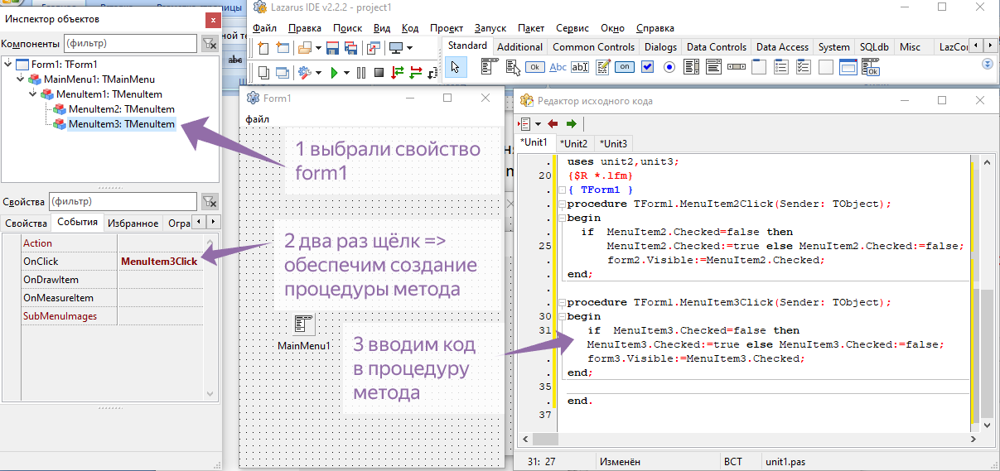 Инспектор объектов
Компоненты (фильтр)
Form1: TForm1
MainMenu1: TMainMenu
MenuItem1: TMenuItem
MenuItem2: TMenuItem
MenuItem3: TMenuItem
Свойства (фильтр)
Свойства События Избранное Огра
Action
OnClick MenuItem3Click
OnDrawItem
OnMeasureItem
SubMenuImages
Lazarus IDE v2.2.2 - project1
Файл Правка Поиск Вид Код Проект Запуск Пакет Сервис Окно Справка
Standard Additional Common Controls Dialogs Data Controls Data Access System SQLdb Misc LazCon
Ok Abc abI on Ok
abc
Form1
файл
1 выбрали свойство
form1
2 два раз щёлк =>
обеспечим создание
процедуры метода
MainMenu1
3 вводим код
в процедуру
метода
Редактор исходного кода
*Unit1 *Unit2 *Unit3
. uses unit2,unit3;
20 {$R *.lfm}
. { TForm1 }
. procedure TForm1.MenuItem2Click(Sender: TObject);
. begin
. if MenuItem2.Checked=false then
25 MenuItem2.Checked:=true else MenuItem2.Checked:=false;
. form2.Visible:=MenuItem2.Checked;
. end;
.
. procedure TForm1.MenuItem3Click(Sender: TObject);
30 begin
31 if MenuItem3.Checked=false then
. MenuItem3.Checked:=true else MenuItem3.Checked:=false;
. form3.Visible:=MenuItem3.Checked;
. end;
35
. end.
37
31: 27 Изменён ВСТ unit1.pas